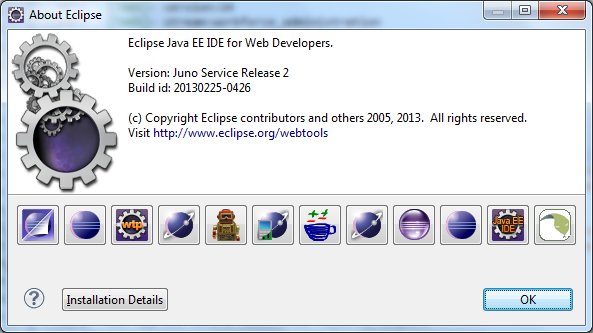 About Eclipse
Eclipse Java EE IDE for Web Developers.
Version: Juno Service Release 2
Build id: 20130225-0426
(c) Copyright Eclipse contributors and others 2005, 2013.  All rights reserved.
Visit http://www.eclipse.org/webtools
wtp
Java EE
IDE
?
Installation Details
OK